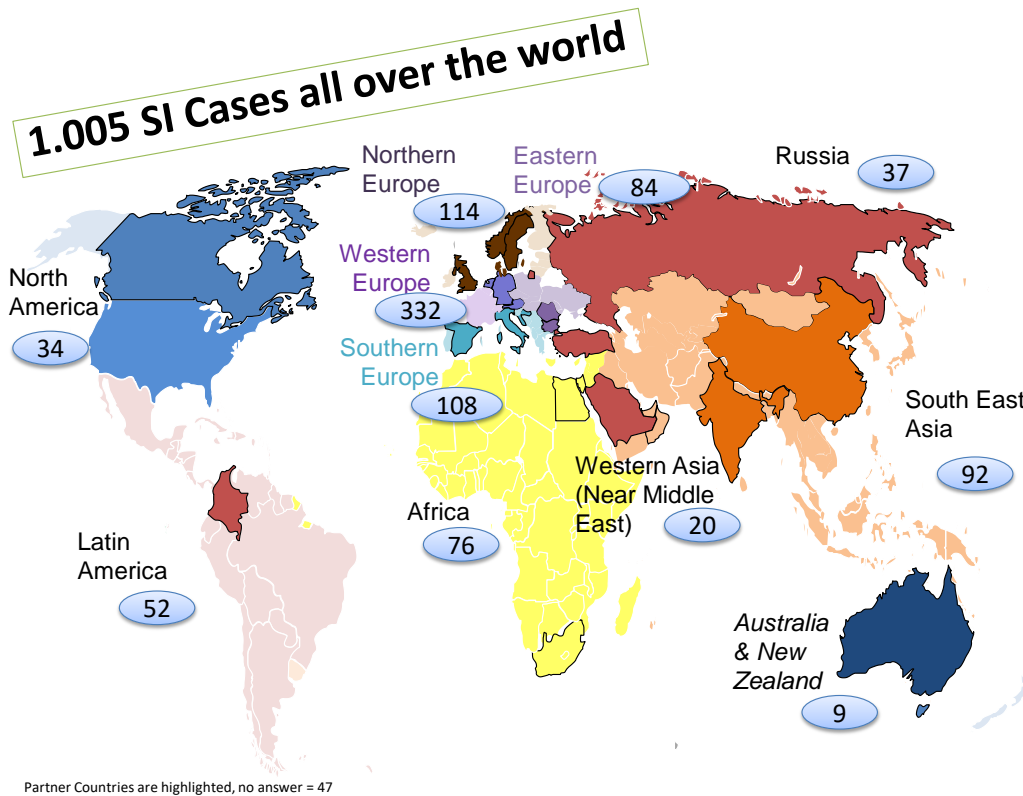 1.005 SI Cases all over the world
Northern
Europe
114
Eastern
Europe
84
Russia
37
North
America
34
Western
Europe
332
Southern
Europe
108
South East
Asia
92
Western Asia
(Near Middle
East)
20
Africa
76
Latin
America
52
Australia
& New
Zealand
9
Partner Countries are highlighted, no answer = 47